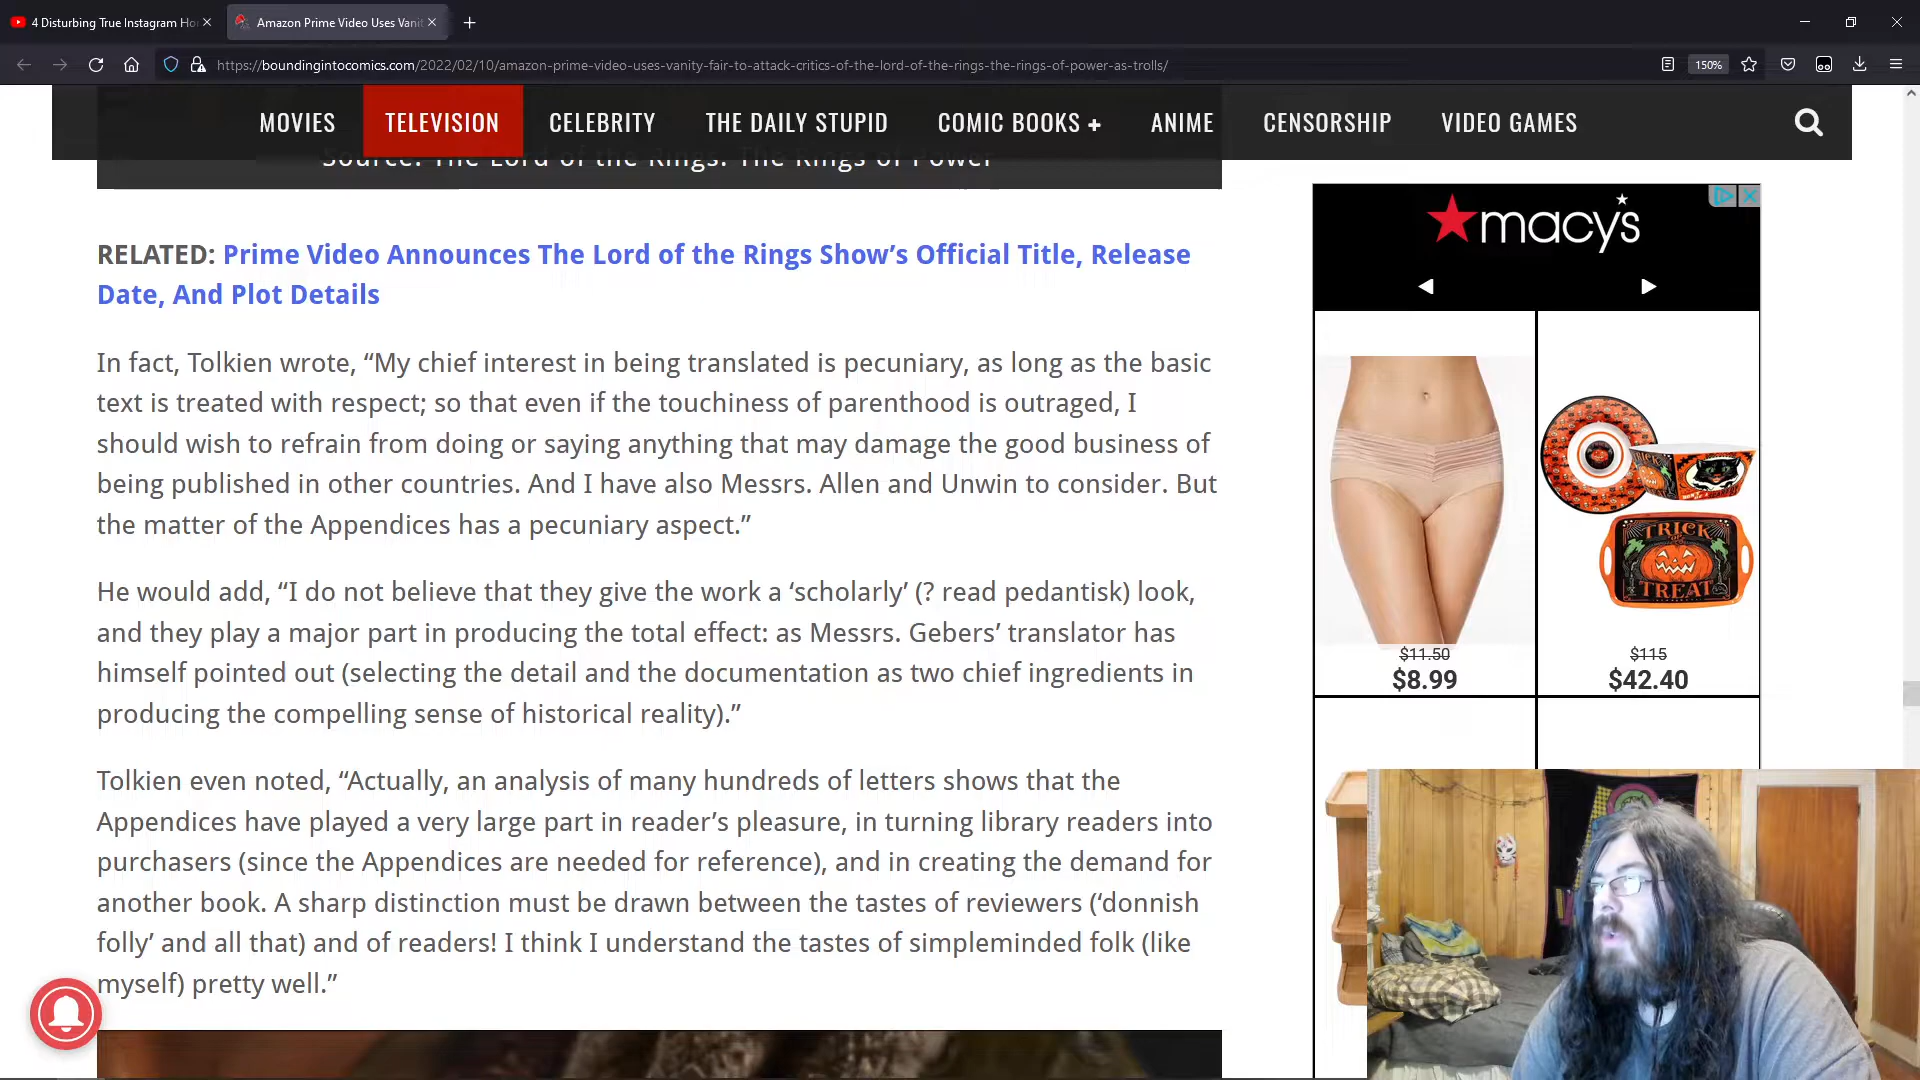 4 Disturbing True Instagram Ho
Amazon Prime Video Uses Vanit
https://boundingintocomics.com/2022/02/10/amazon-prime-video-uses-vanity-fair-to-attack-critics-of-the-lord-of-the-rings-the-rings-of-power-as-trolls/
150%
MOVIES
TELEVISION
CELEBRITY
THE DAILY STUPID
COMIC BOOKS +
ANIME
CENSORSHIP
VIDEO GAMES
Source: The Lord of the Rings: The Rings of Power
RELATED: Prime Video Announces The Lord of the Rings Show’s Official Title, Release
Date, And Plot Details
In fact, Tolkien wrote, “My chief interest in being translated is pecuniary, as long as the basic
text is treated with respect; so that even if the touchiness of parenthood is outraged, I
should wish to refrain from doing or saying anything that may damage the good business of
being published in other countries. And I have also Messrs. Allen and Unwin to consider. But
the matter of the Appendices has a pecuniary aspect.”
He would add, “I do not believe that they give the work a ‘scholarly’ (? read pedantisk) look,
and they play a major part in producing the total effect: as Messrs. Gebers’ translator has
himself pointed out (selecting the detail and the documentation as two chief ingredients in
producing the compelling sense of historical reality).”
Tolkien even noted, “Actually, an analysis of many hundreds of letters shows that the
Appendices have played a very large part in reader’s pleasure, in turning library readers into
purchasers (since the Appendices are needed for reference), and in creating the demand for
another book. A sharp distinction must be drawn between the tastes of reviewers (‘donnish
folly’ and all that) and of readers! I think I understand the tastes of simpleminded folk (like
myself) pretty well.”
macys
TRICK
TREAT
$11.50
$8.99
$115
$42.40